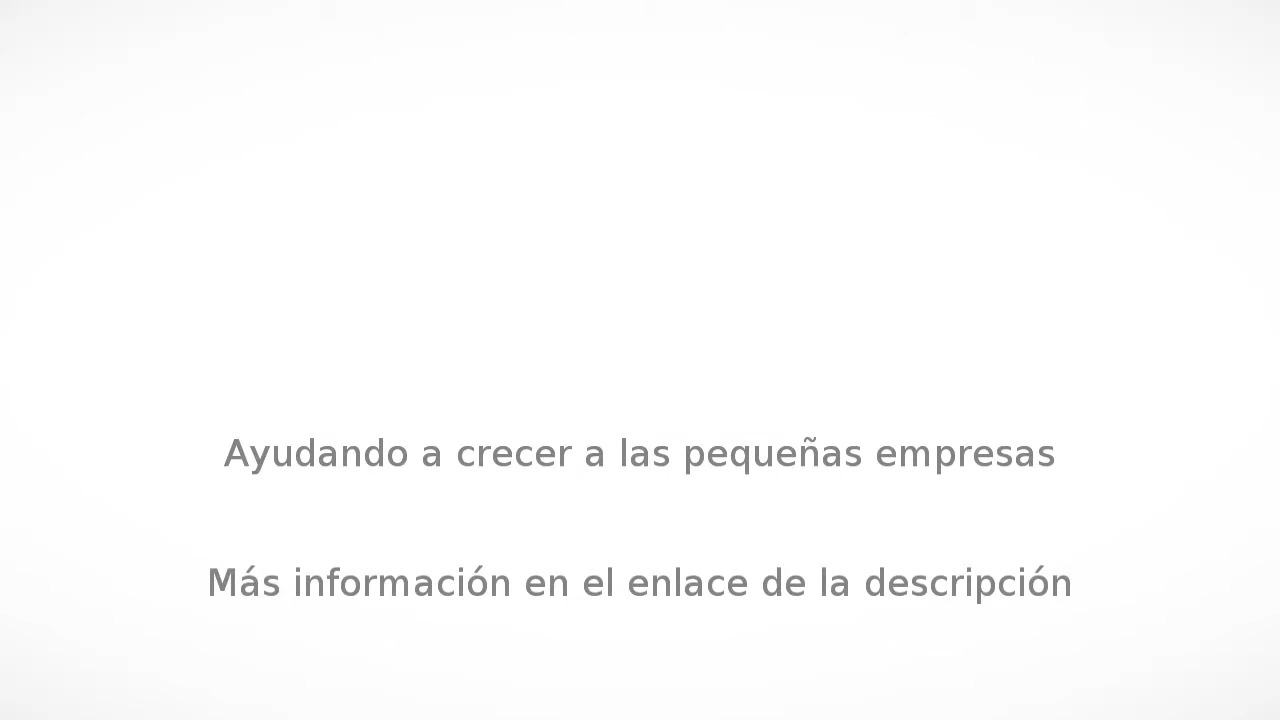 Ayudando a crecer a las pequeñas empresas
Más información en el enlace de la descripción